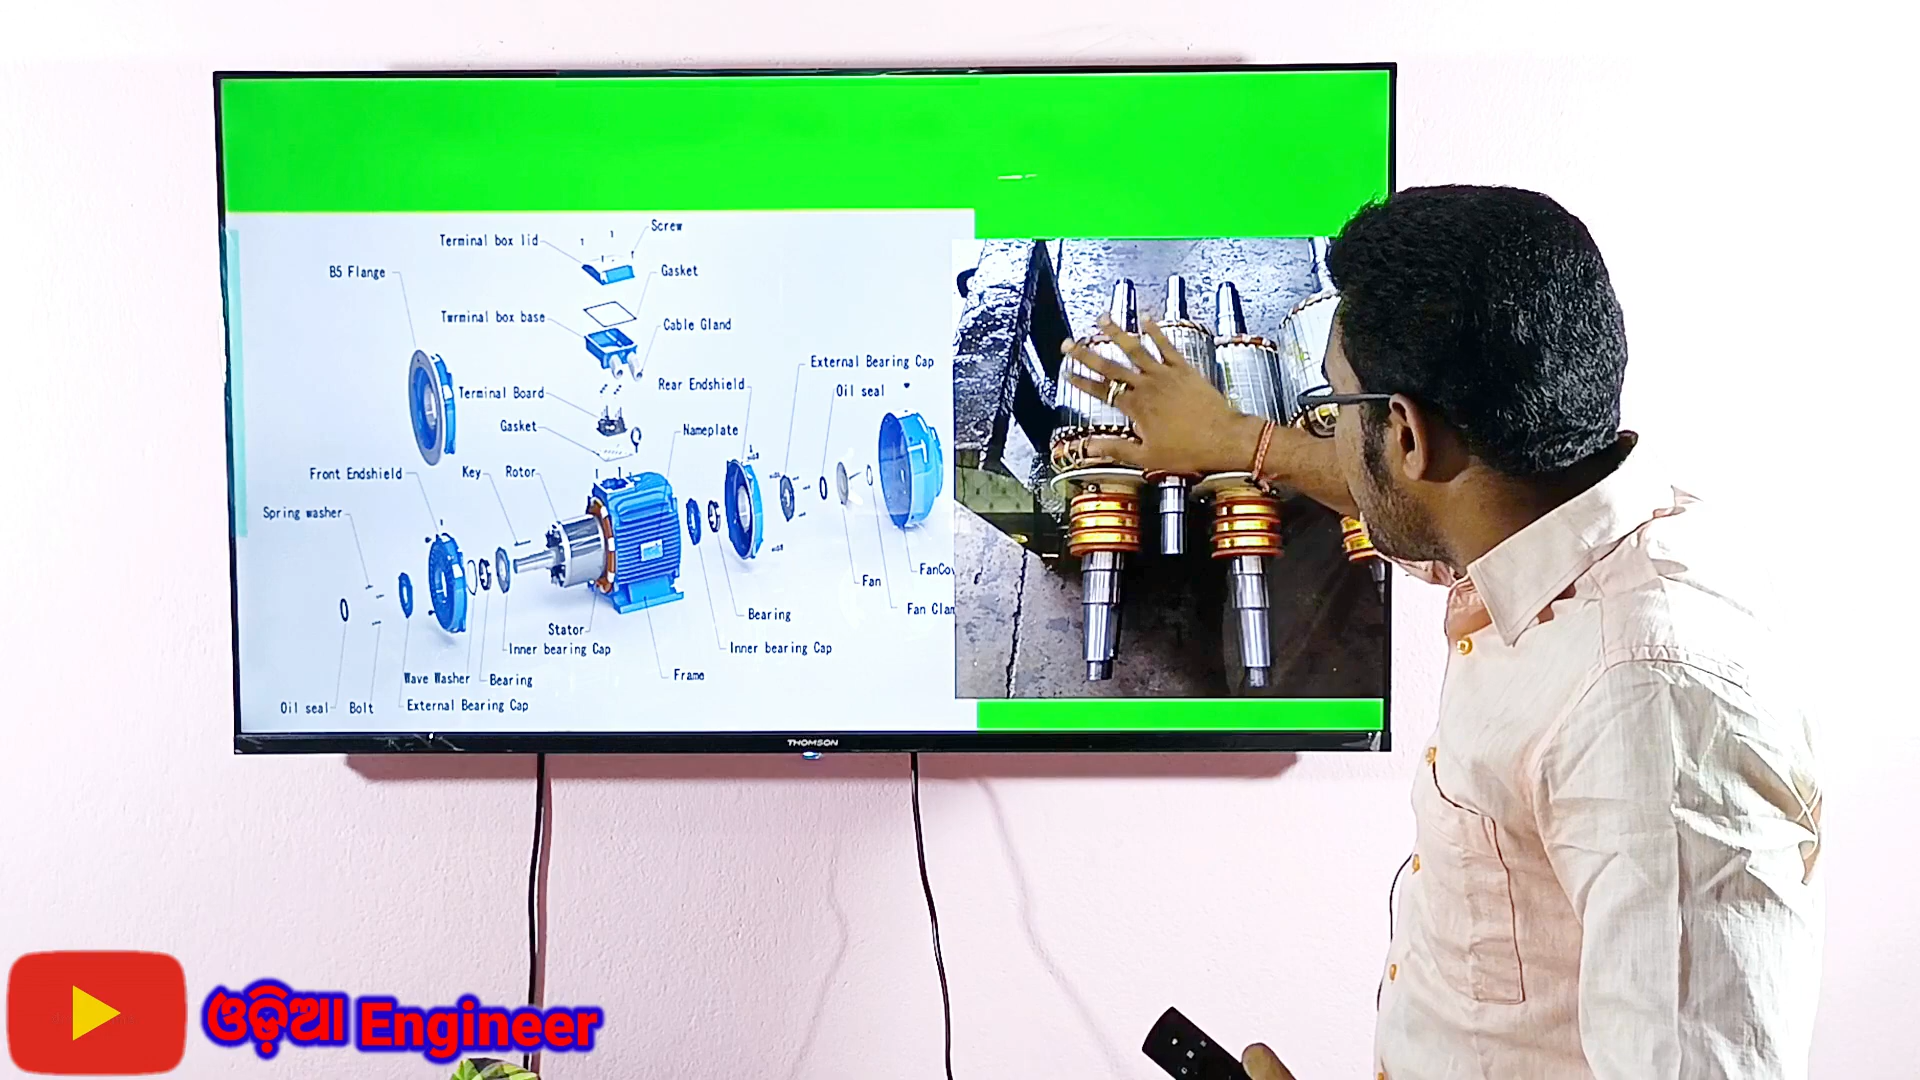 Screw
Terminal box lid
B5 Flange
Gasket
Twrminal box base
Cable Gland
External Bearing Cap
Rear Endshield
Oil seal
Terminal Board
Gasket
Nameplate
Front Endshield
Key
Rotor
Spring washer
FanCov
Fan
Fan Clam
Bearing
Stator
Inner bearing Cap
Inner bearing Cap
Frame
Wave Washer
Bearing
Oil seal
Bolt
External Bearing Cap
THOMSON
ଓଡ଼ିଆ Engineer